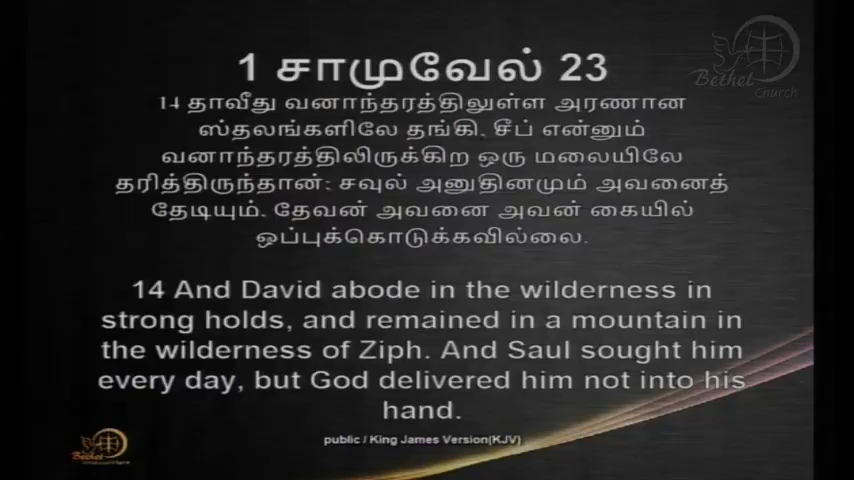 1 சாமுவேல் 23
14 தாவீது வனாந்தரத்திலுள்ள அரணான
ஸ்தலங்களிலே தங்கி, சீப் என்னும்
வனாந்தரத்திலிருக்கிற ஒரு மலையிலே
தரித்திருந்தான்; சவுல் அனுதினமும் அவனைத்
தேடியும், தேவன் அவனை அவன் கையில்
ஒப்புக்கொடுக்கவில்லை.
14 And David abode in the wilderness in
strong holds, and remained in a mountain in
the wilderness of Ziph. And Saul sought him
every day, but God delivered him not into his
hand.
public / King James Version(KJV)
Bethel
Church
Bethel